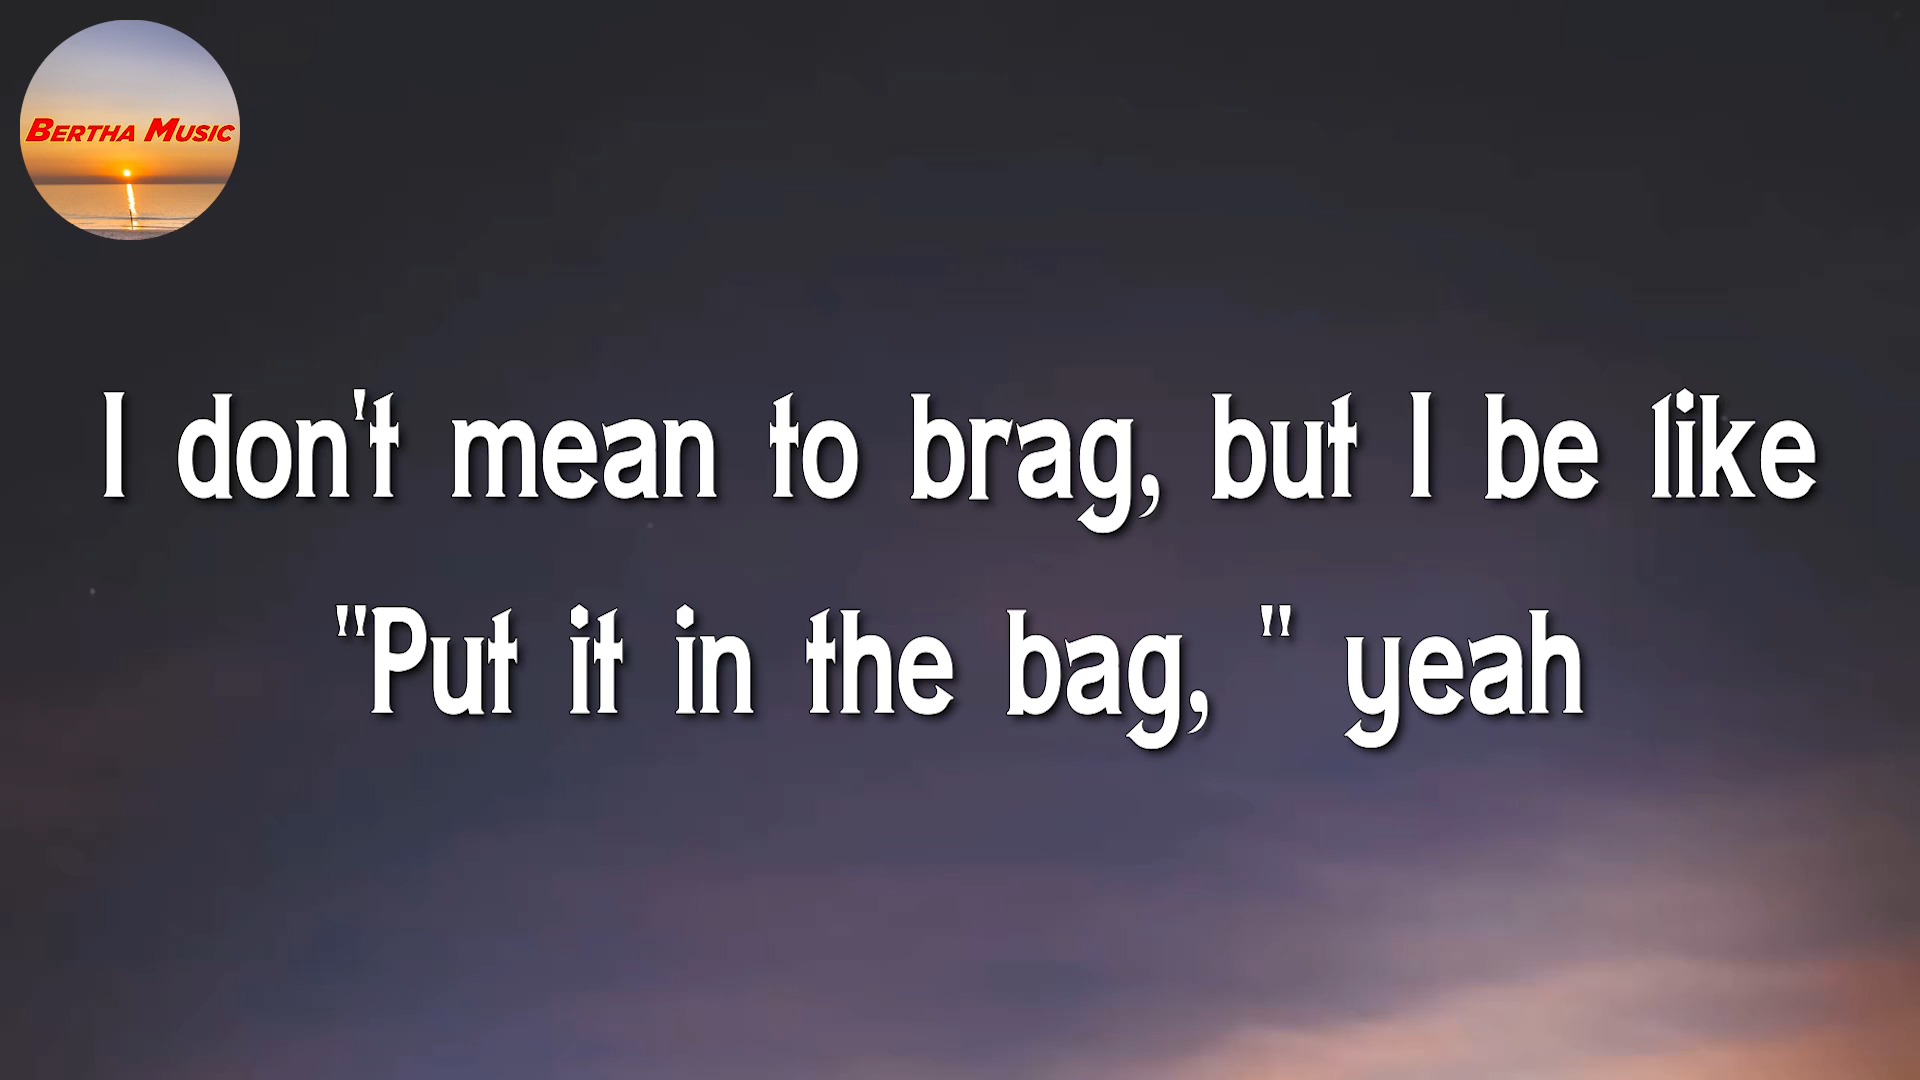 BERTHA MUSIC
I don't mean to brag, but I be like
"Put it in the bag, " yeah